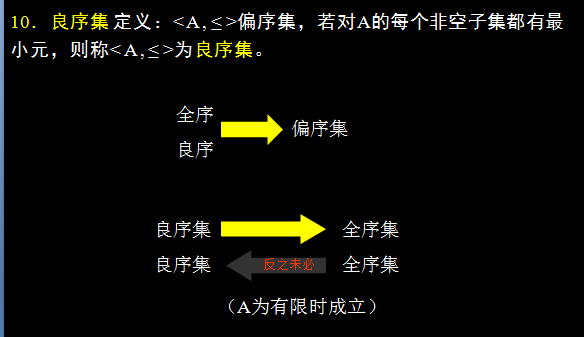 10．良序集 定义：<A,≤>偏序集，若对A的每个非空子集都有最
小元，则称<A,≤>为良序集。
全序
良序
偏序集
良序集 全序集
良序集 反之未必 全序集
（A为有限时成立）